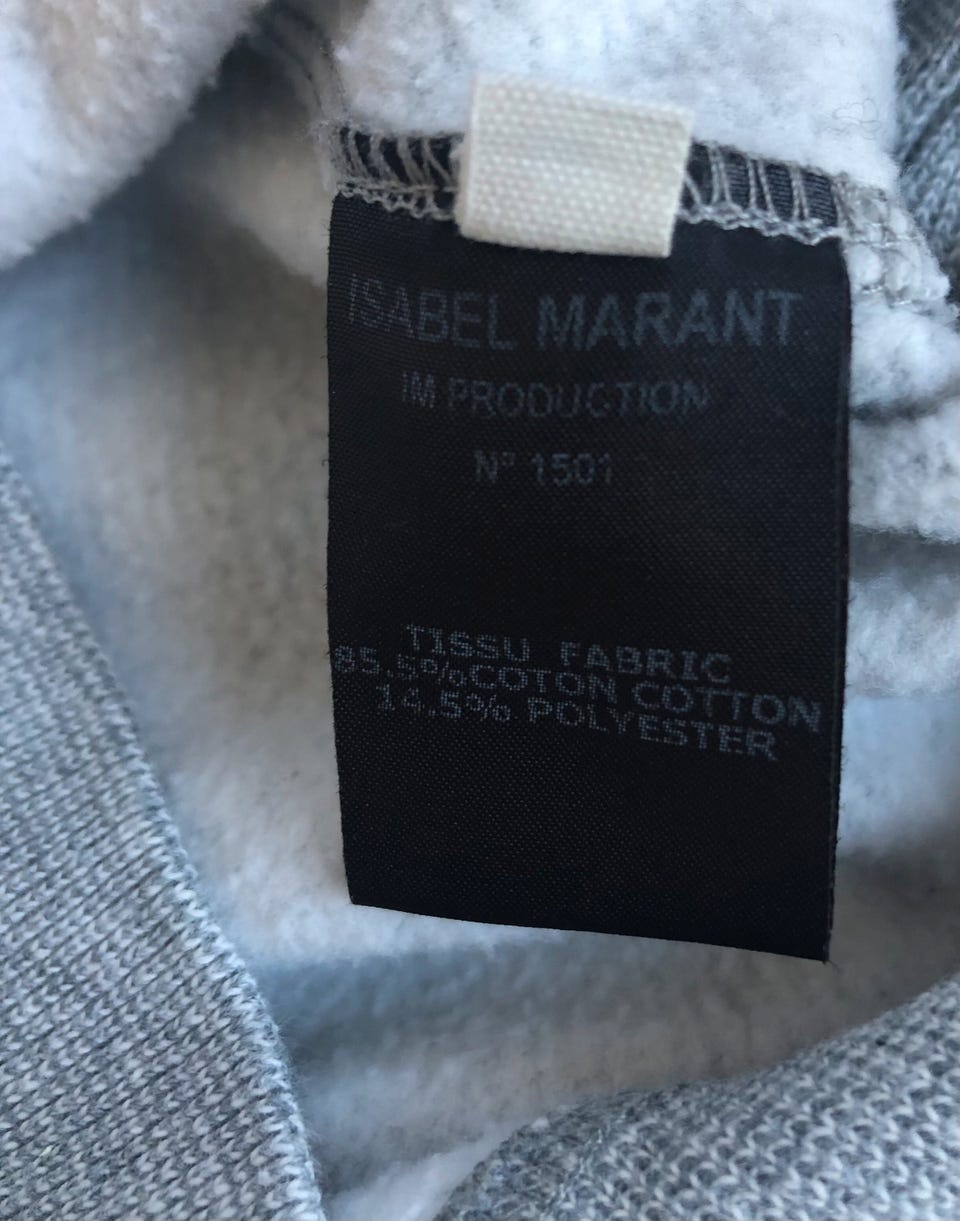 ISABEL MARANT
IM PRODUCTION
N° 1501
TISSU FABRIC
85.5%COTON COTTON
14.5% POLYESTER